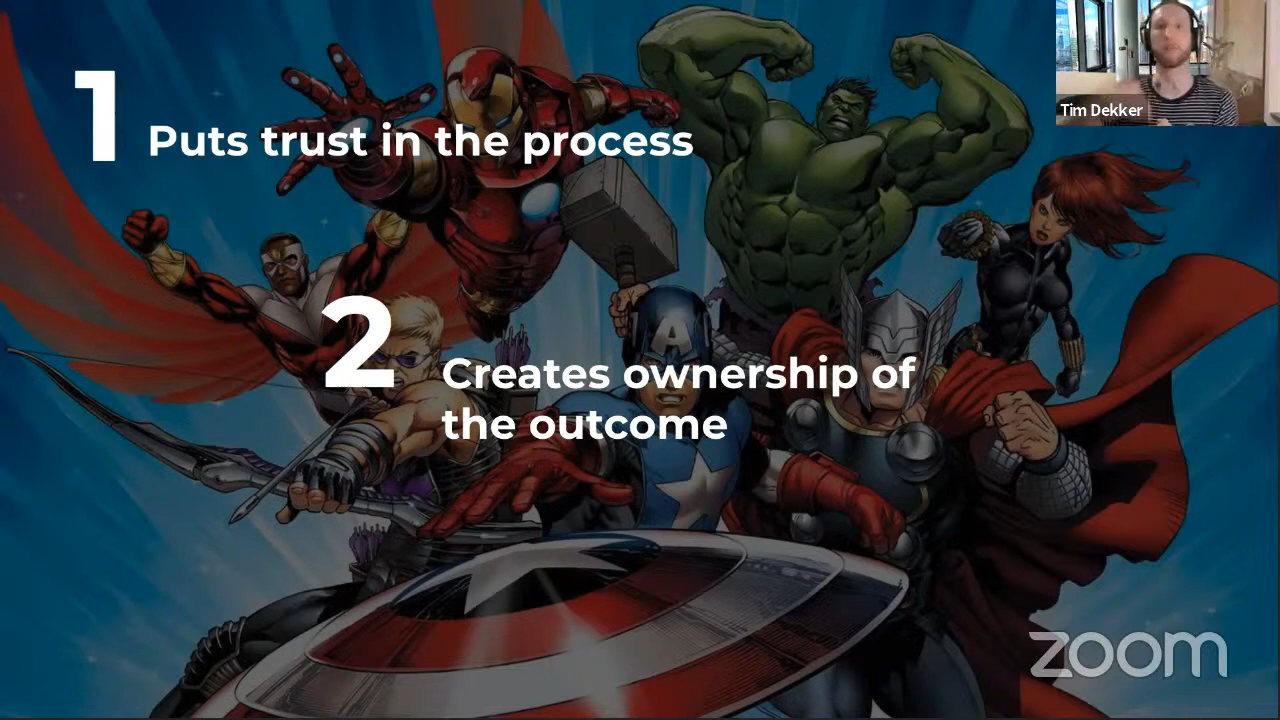 Tim Dekker
1 Puts trust in the process
2 Creates ownership of
the outcome
A
zoom